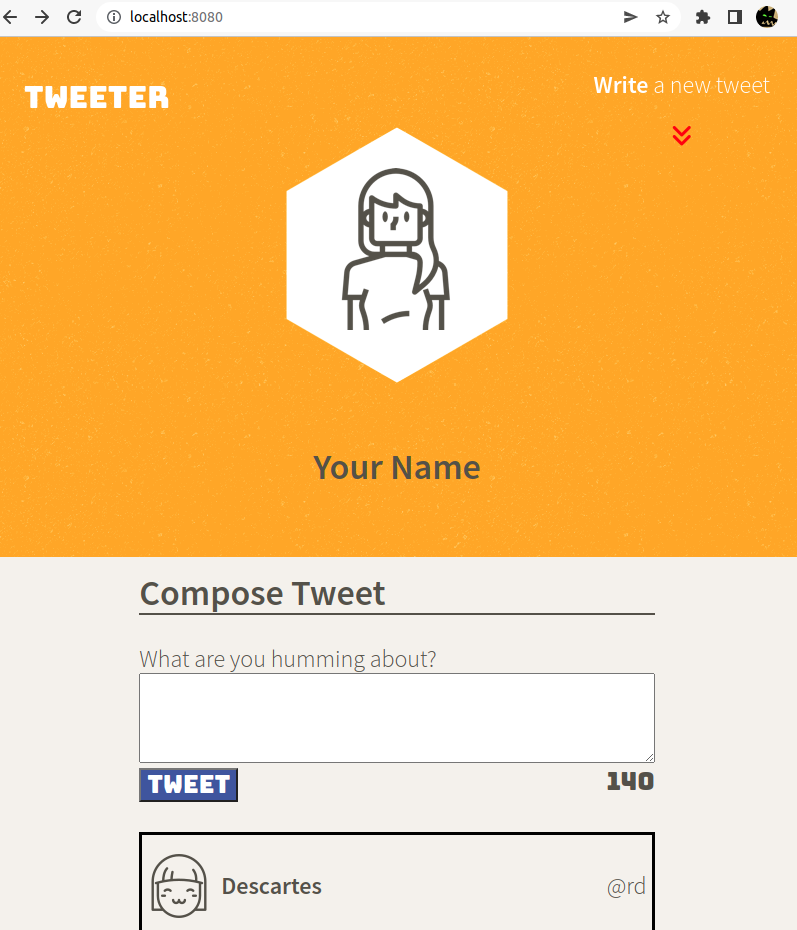 localhost:8080
TWEETER
Write a new tweet
Your Name
Compose Tweet
What are you humming about?
TWEET
140
Descartes
@rd